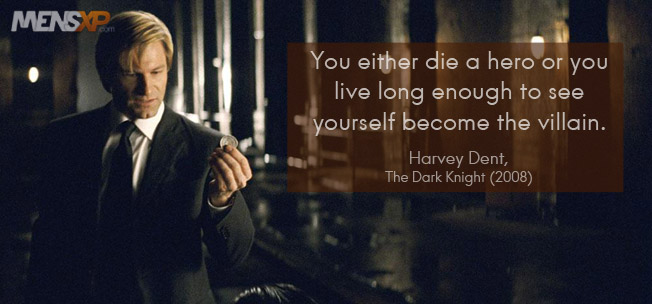 MENSXP.com
You either die a hero or you
live long enough to see
yourself become the villain.
Harvey Dent,
The Dark Knight (2008)